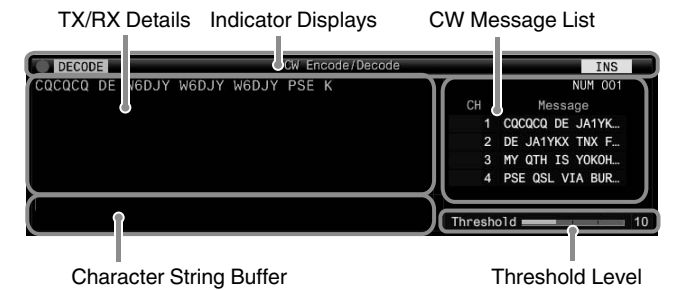 TX/RX Details Indicator Displays CW Message List
DECODE CW Encode/Decode INS
CQCQCQ DE W6DJY W6DJY W6DJY PSE K
NUM 001
CH Message
1 CQCQCQ DE JA1YK…
2 DE JA1YKX TNX F…
3 MY QTH IS YOKOH…
4 PSE QSL VIA BUR…
Threshold 10
Character String Buffer Threshold Level